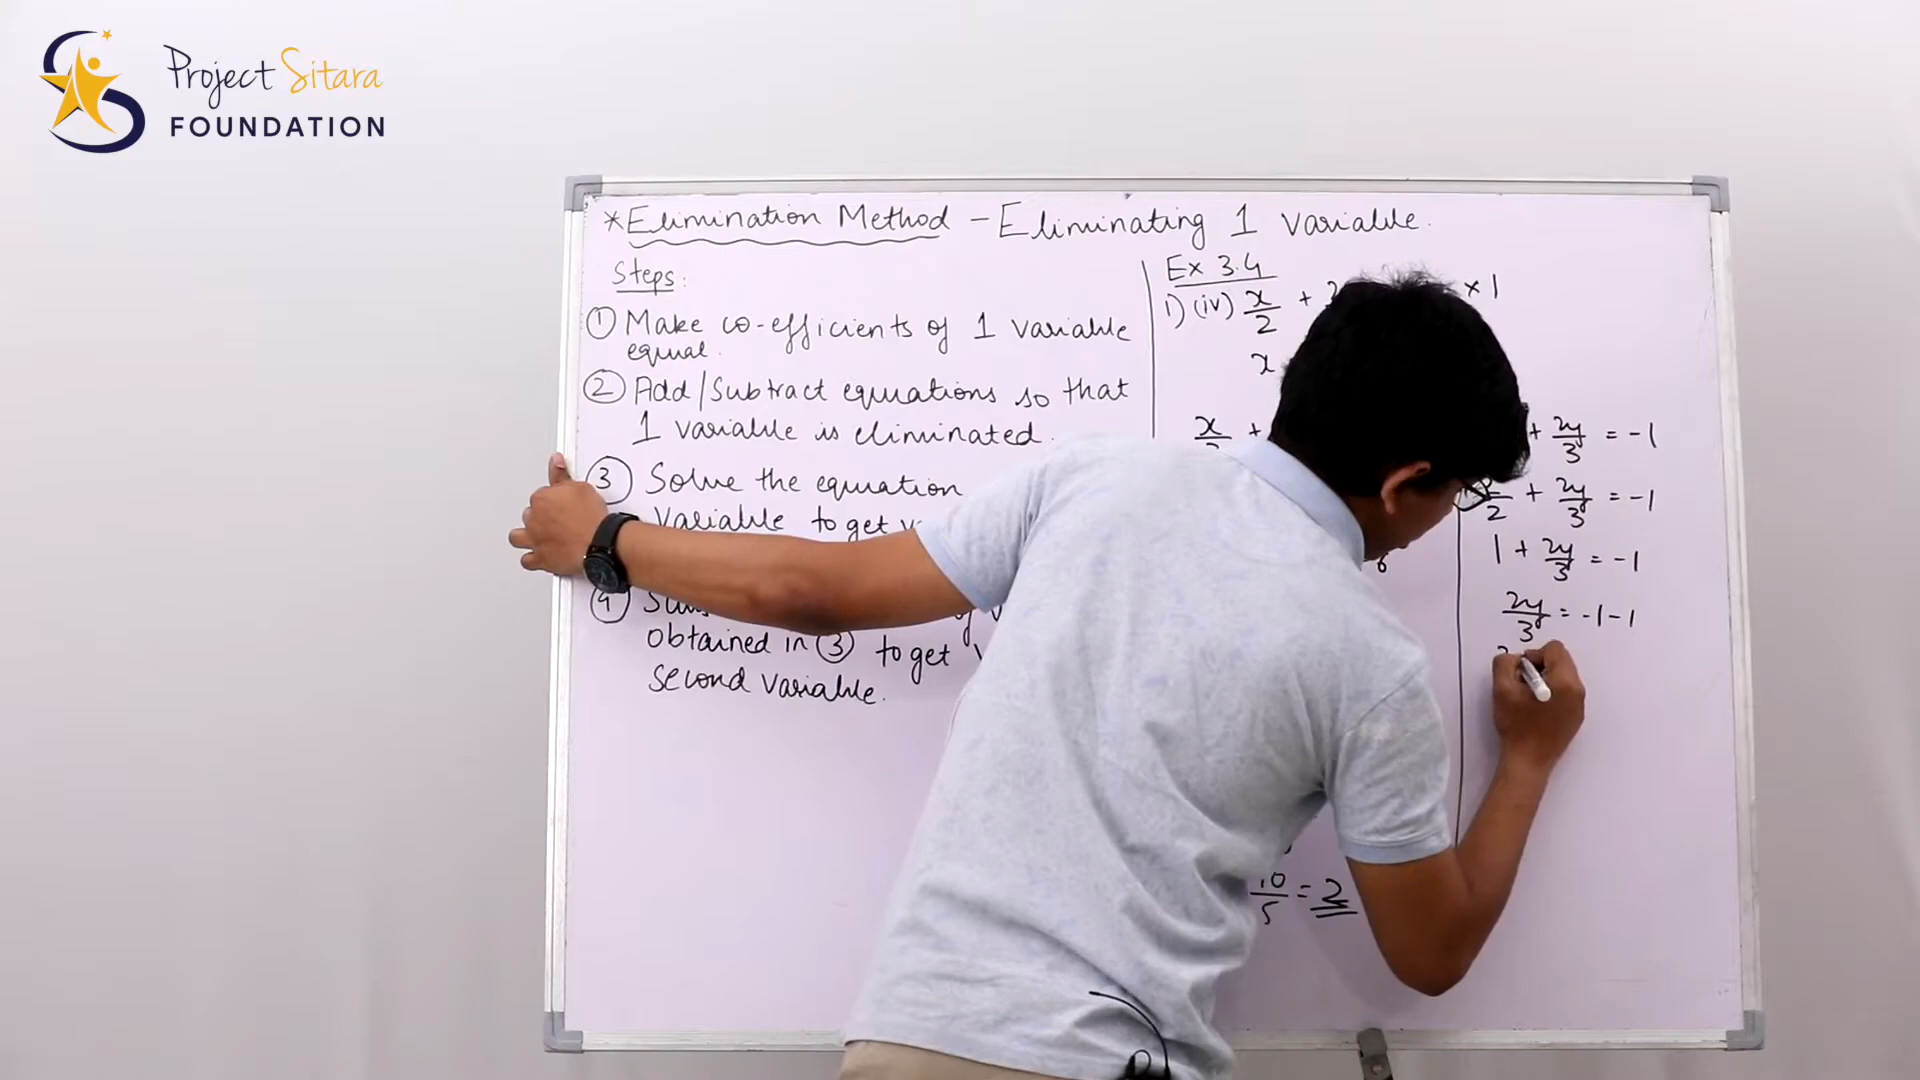 Project Sitara
FOUNDATION
*Elimination Method - Eliminating 1 variable.
Steps:
① Make co-efficients of 1 variable
equal.
② Add/Subtract equations so that
1 variable is eliminated.
③ Solve the equation
variable to get
④
obtained in ③ to get
second variable.
Ex 3.4
1) (iv) x/2 + × 1
x
x +
+ 2y/3 = -1
2 + 2y/3 = -1
1 + 2y/3 = -1
2y/3 = -1-1
10/5 = 2